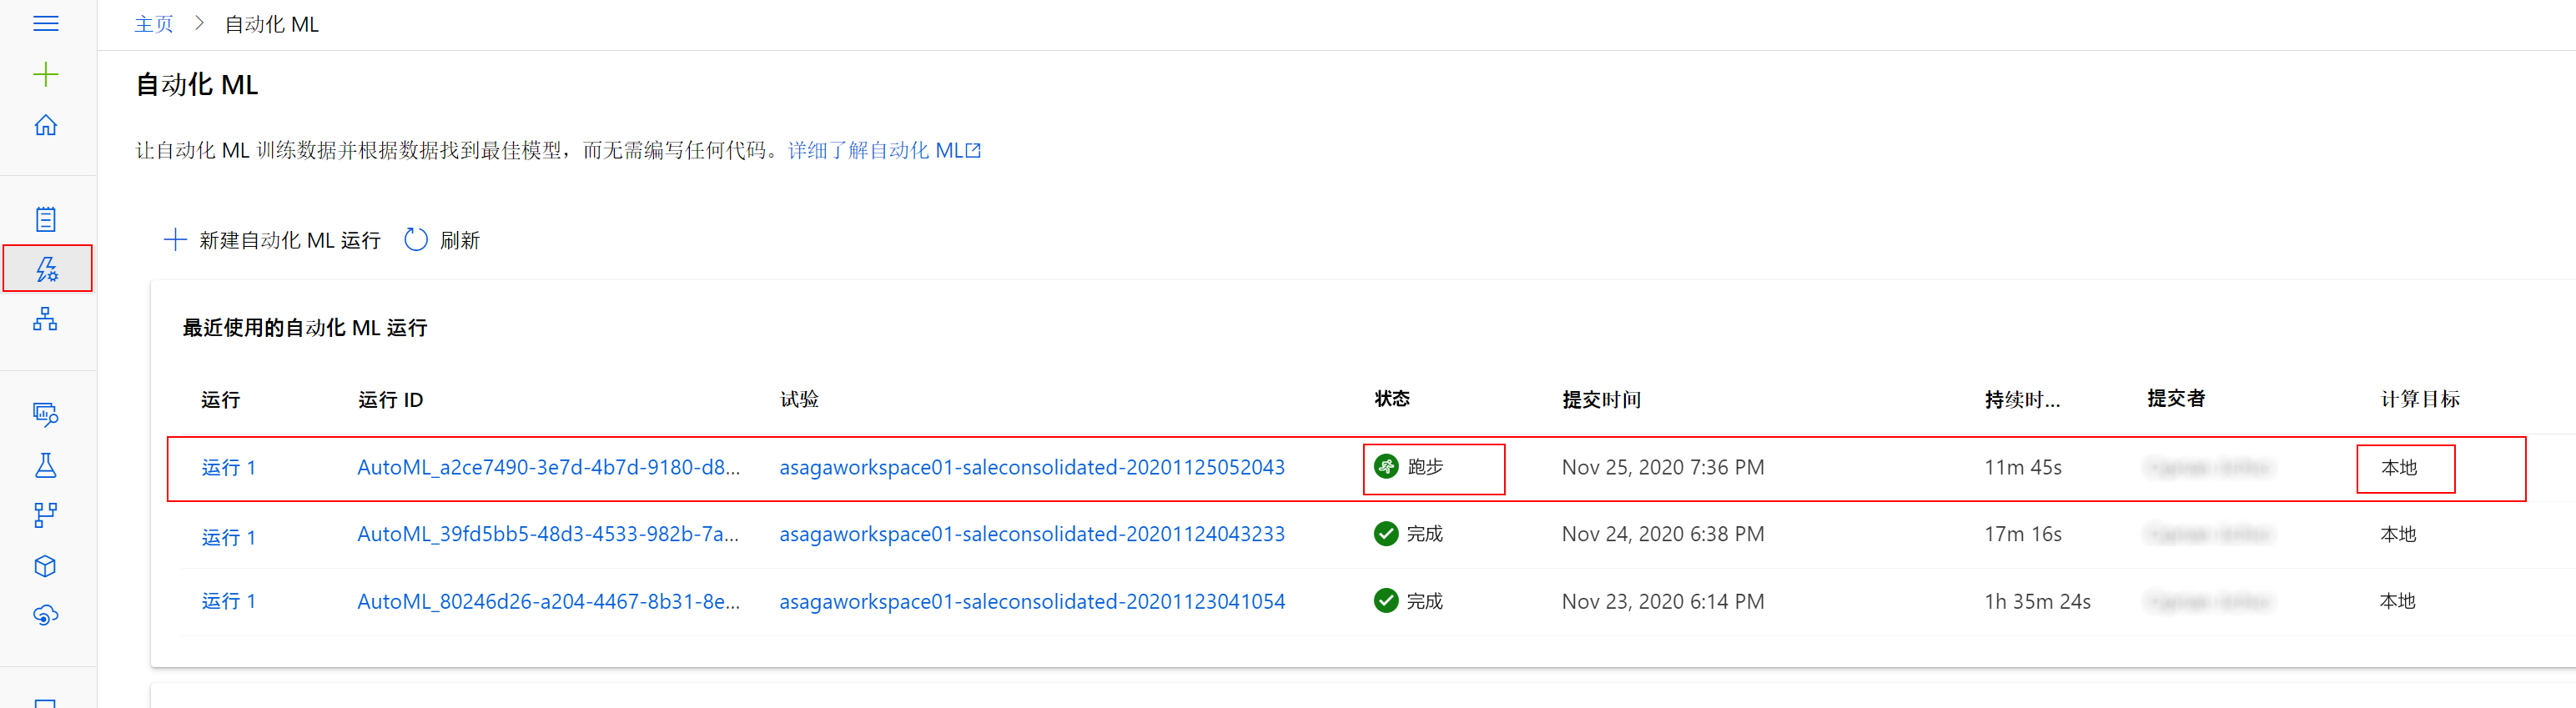 主页 > 自动化 ML
自动化 ML
让自动化 ML 训练数据并根据数据找到最佳模型，而无需编写任何代码。详细了解自动化 ML
新建自动化 ML 运行 刷新
最近使用的自动化 ML 运行
运行 运行 ID 试验 状态 提交时间 持续时... 提交者 计算目标
运行 1 AutoML_a2ce7490-3e7d-4b7d-9180-d8... asagaworkspace01-saleconsolidated-20201125052043 跑步 Nov 25, 2020 7:36 PM 11m 45s 本地
运行 1 AutoML_39fd5bb5-48d3-4533-982b-7a... asagaworkspace01-saleconsolidated-20201124043233 完成 Nov 24, 2020 6:38 PM 17m 16s 本地
运行 1 AutoML_80246d26-a204-4467-8b31-8e... asagaworkspace01-saleconsolidated-20201123041054 完成 Nov 23, 2020 6:14 PM 1h 35m 24s 本地